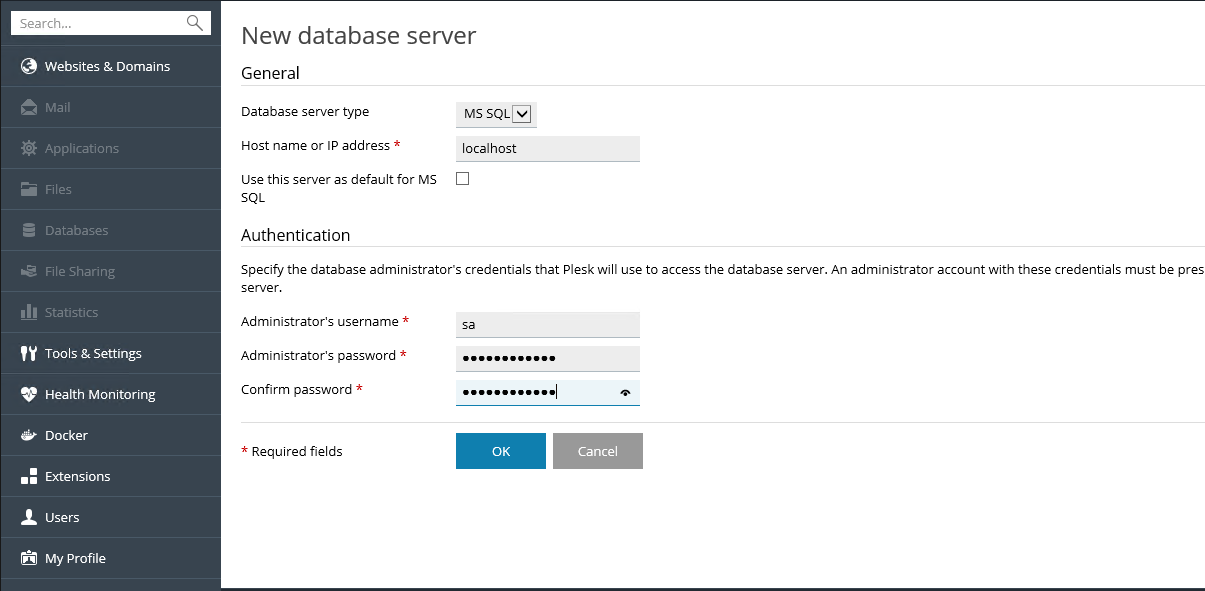 Search...
Websites & Domains
Mail
Applications
Files
Databases
File Sharing
Statistics
Tools & Settings
Health Monitoring
Docker
Extensions
Users
My Profile
New database server
General
Database server type MS SQL
Host name or IP address * localhost
Use this server as default for MS
SQL
Authentication
Specify the database administrator's credentials that Plesk will use to access the database server. An administrator account with these credentials must be pres
server.
Administrator's username * sa
Administrator's password * ●●●●●●●●●●●●
Confirm password * ●●●●●●●●●●●●
* Required fields OK Cancel